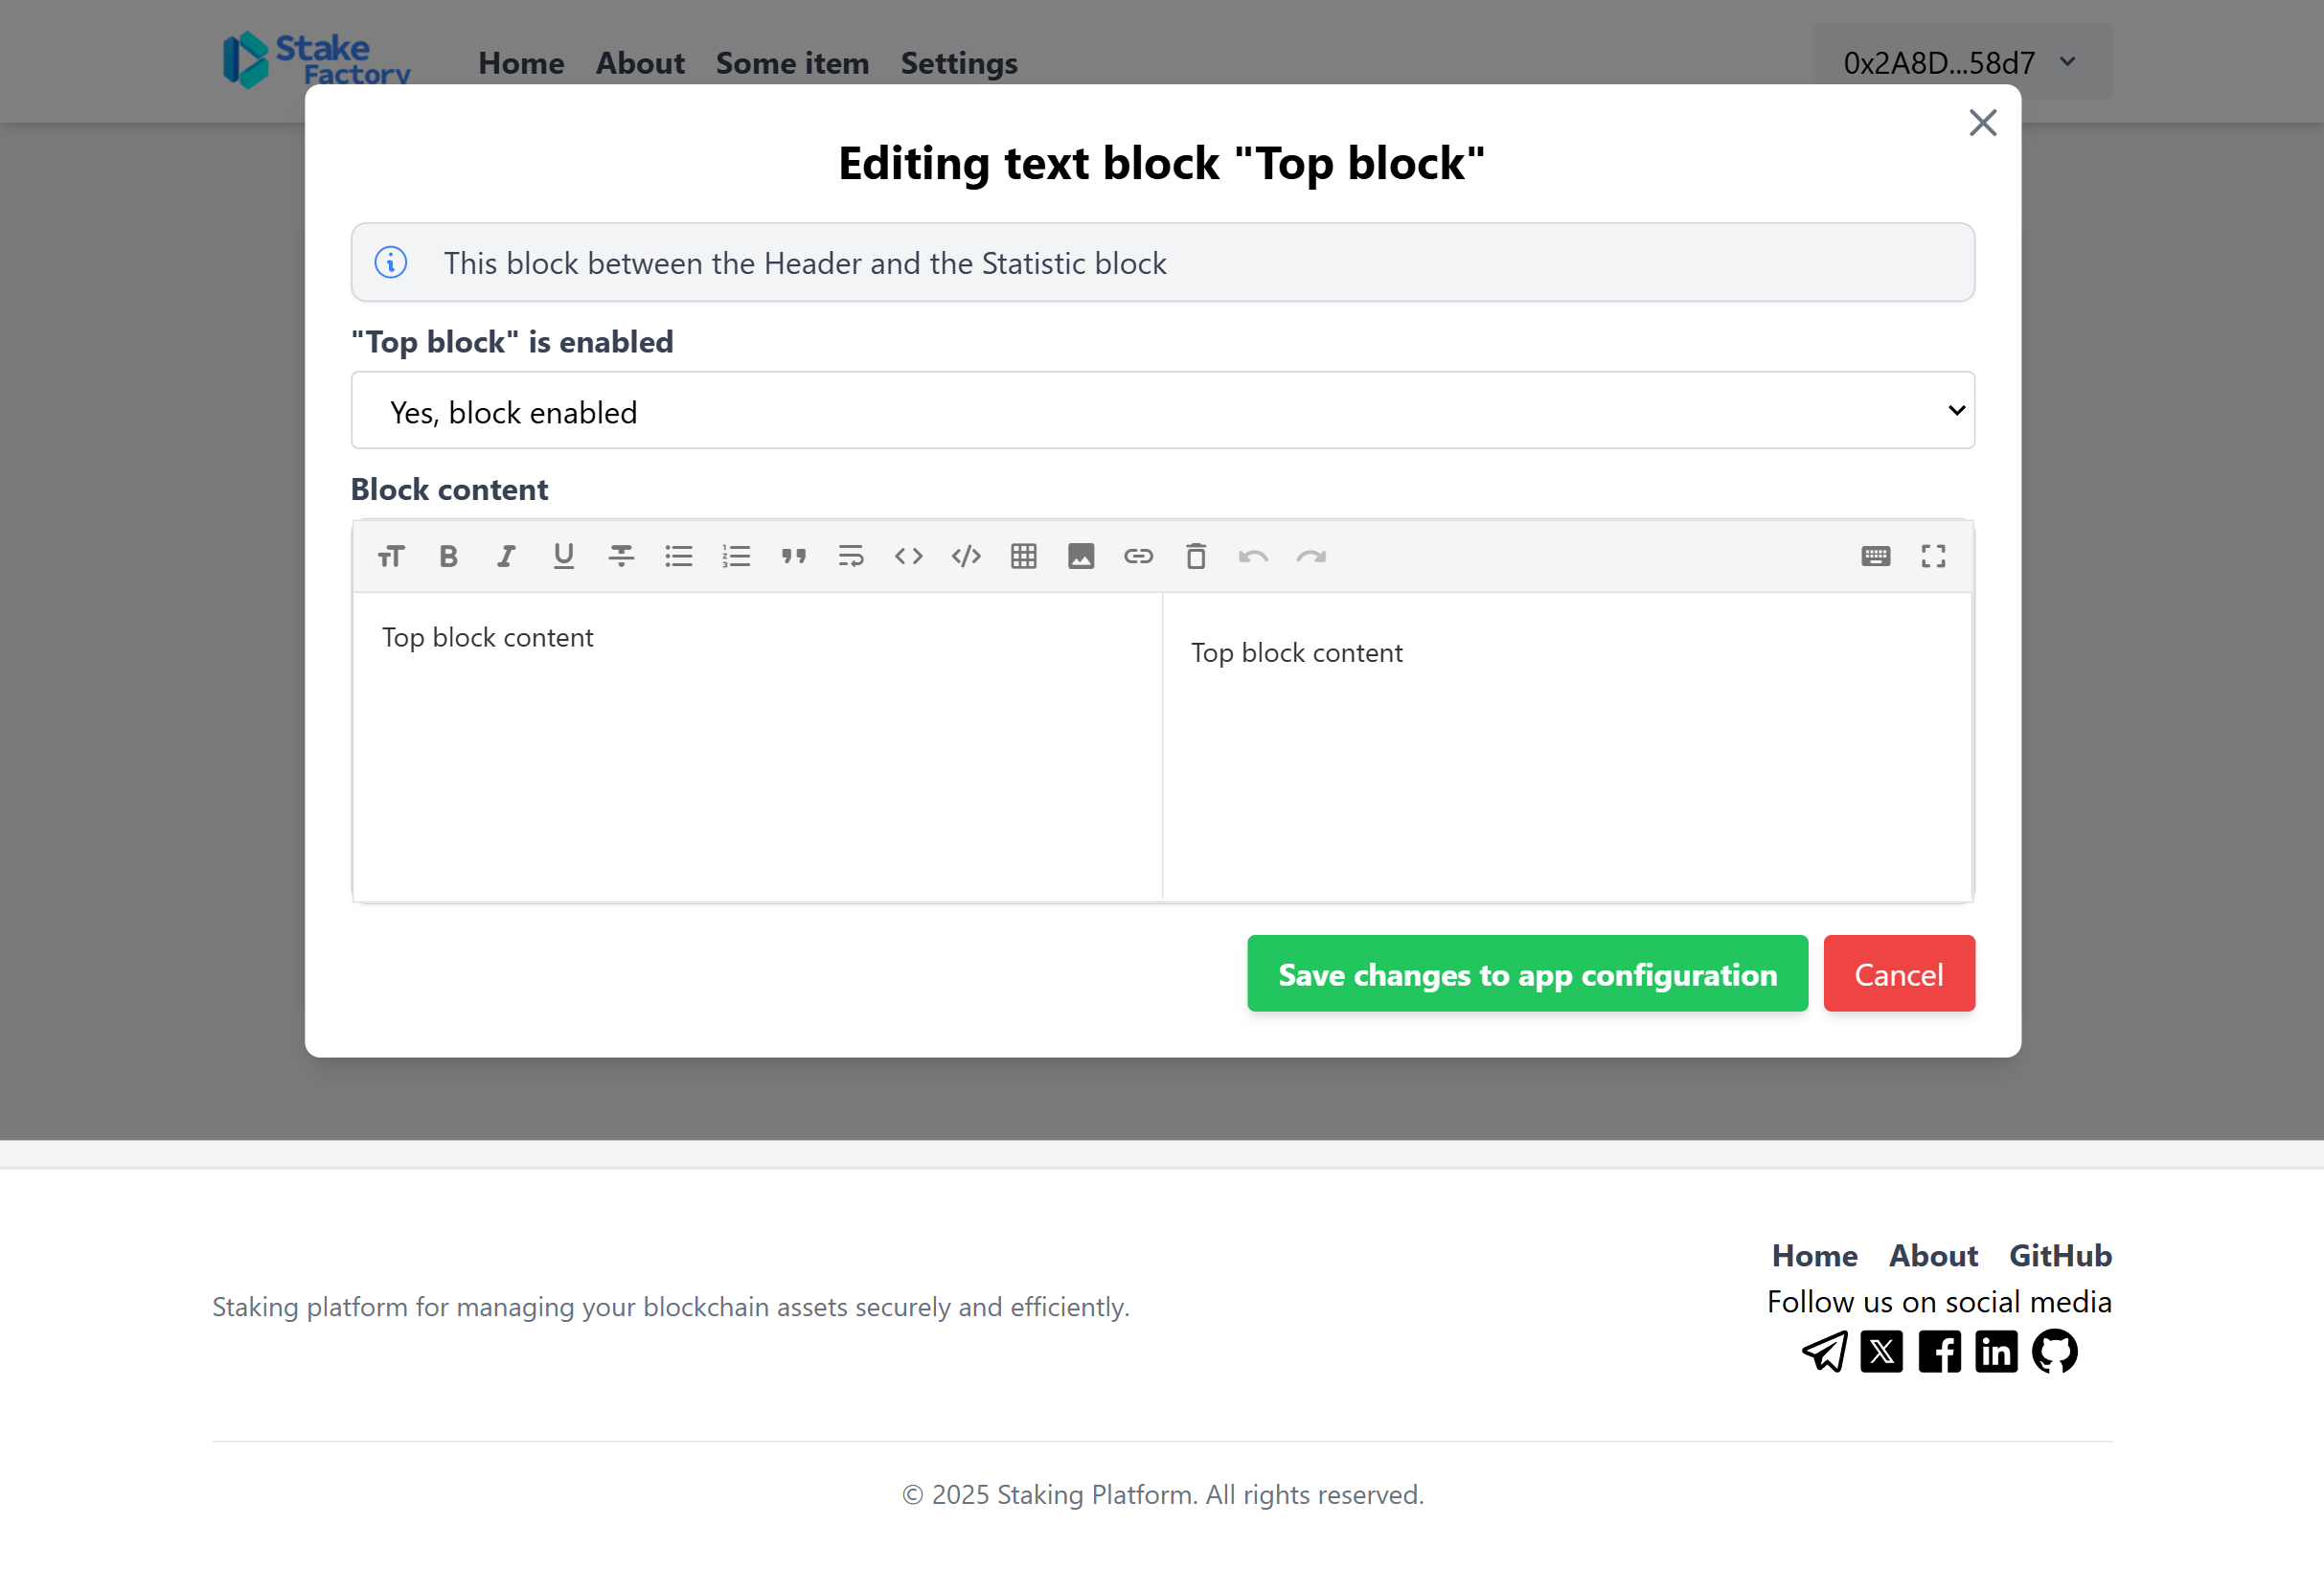 Stake
Factory
Home About Some item Settings
0x2A8D...58d7
Editing text block "Top block"
This block between the Header and the Statistic block
"Top block" is enabled
Yes, block enabled
Block content
Top block content
Top block content
Save changes to app configuration
Cancel
Home About GitHub
Staking platform for managing your blockchain assets securely and efficiently.
Follow us on social media
© 2025 Staking Platform. All rights reserved.